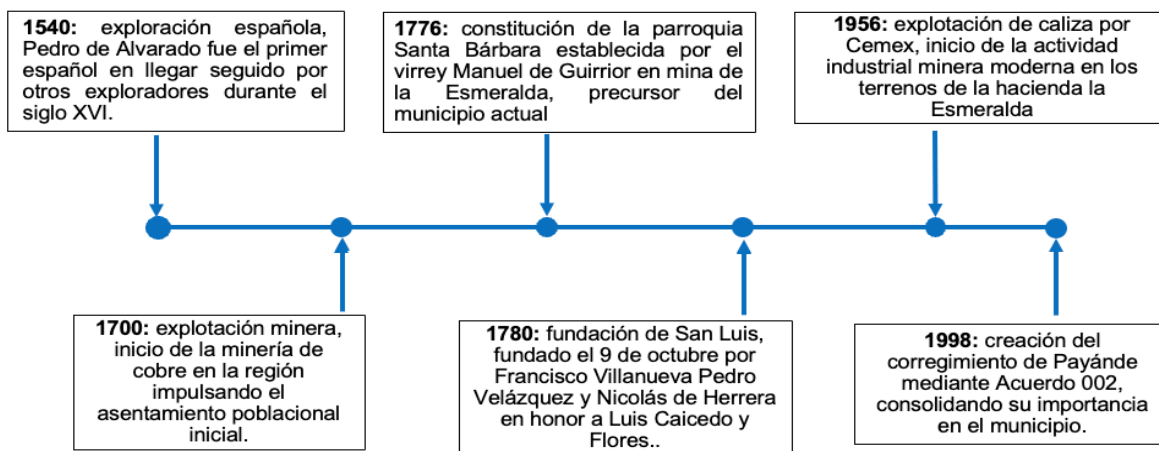 1540: exploración española,
Pedro de Alvarado fue el primer
español en llegar seguido por
otros exploradores durante el
siglo XVI.
1776: constitución de la parroquia
Santa Bárbara establecida por el
virrey Manuel de Guirrior en mina de
la Esmeralda, precursor del
municipio actual
1956: explotación de caliza por
Cemex, inicio de la actividad
industrial minera moderna en los
terrenos de la hacienda la
Esmeralda
1700: explotación minera,
inicio de la minería de
cobre en la región
impulsando el
asentamiento poblacional
inicial.
1780: fundación de San Luis,
fundado el 9 de octubre por
Francisco Villanueva Pedro
Velázquez y Nicolás de Herrera
en honor a Luis Caicedo y
Flores..
1998: creación del
corregimiento de Payánde
mediante Acuerdo 002,
consolidando su importancia
en el municipio.